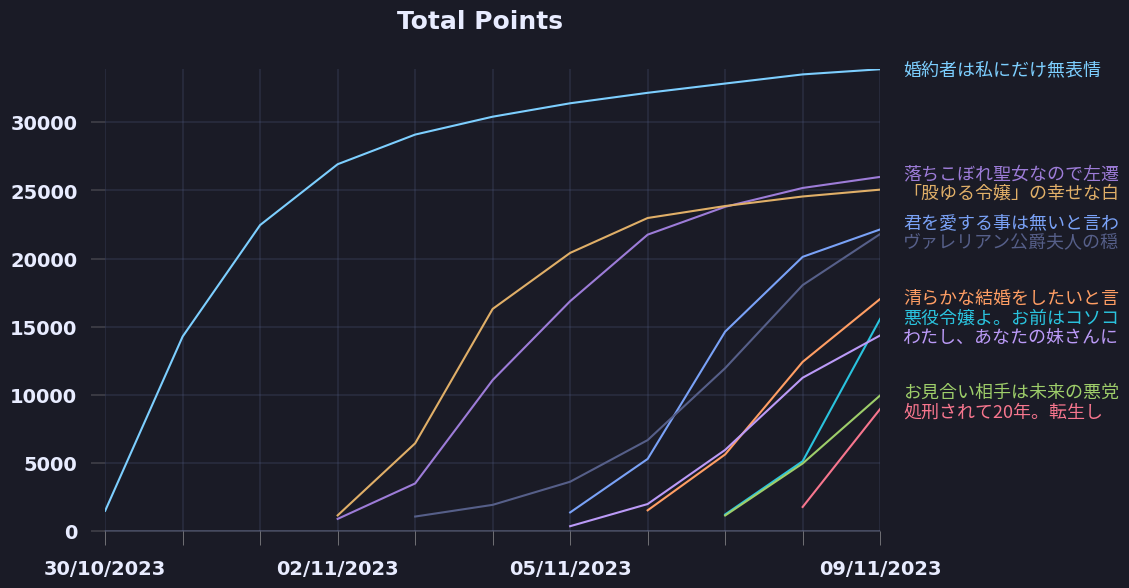 Total Points
婚約者は私にだけ無表情
30000
落ちこぼれ聖女なので左遷
25000
「股ゆる令嬢」の幸せな白
君を愛する事は無いと言わ
ヴァレリアン公爵夫人の穏
20000
清らかな結婚をしたいと言
悪役令嬢よ。お前はコソコ
15000
わたし、あなたの妹さんに
お見合い相手は未来の悪党
10000
処刑されて20年。転生し
5000
0
30/10/2023 02/11/2023 05/11/2023 09/11/2023